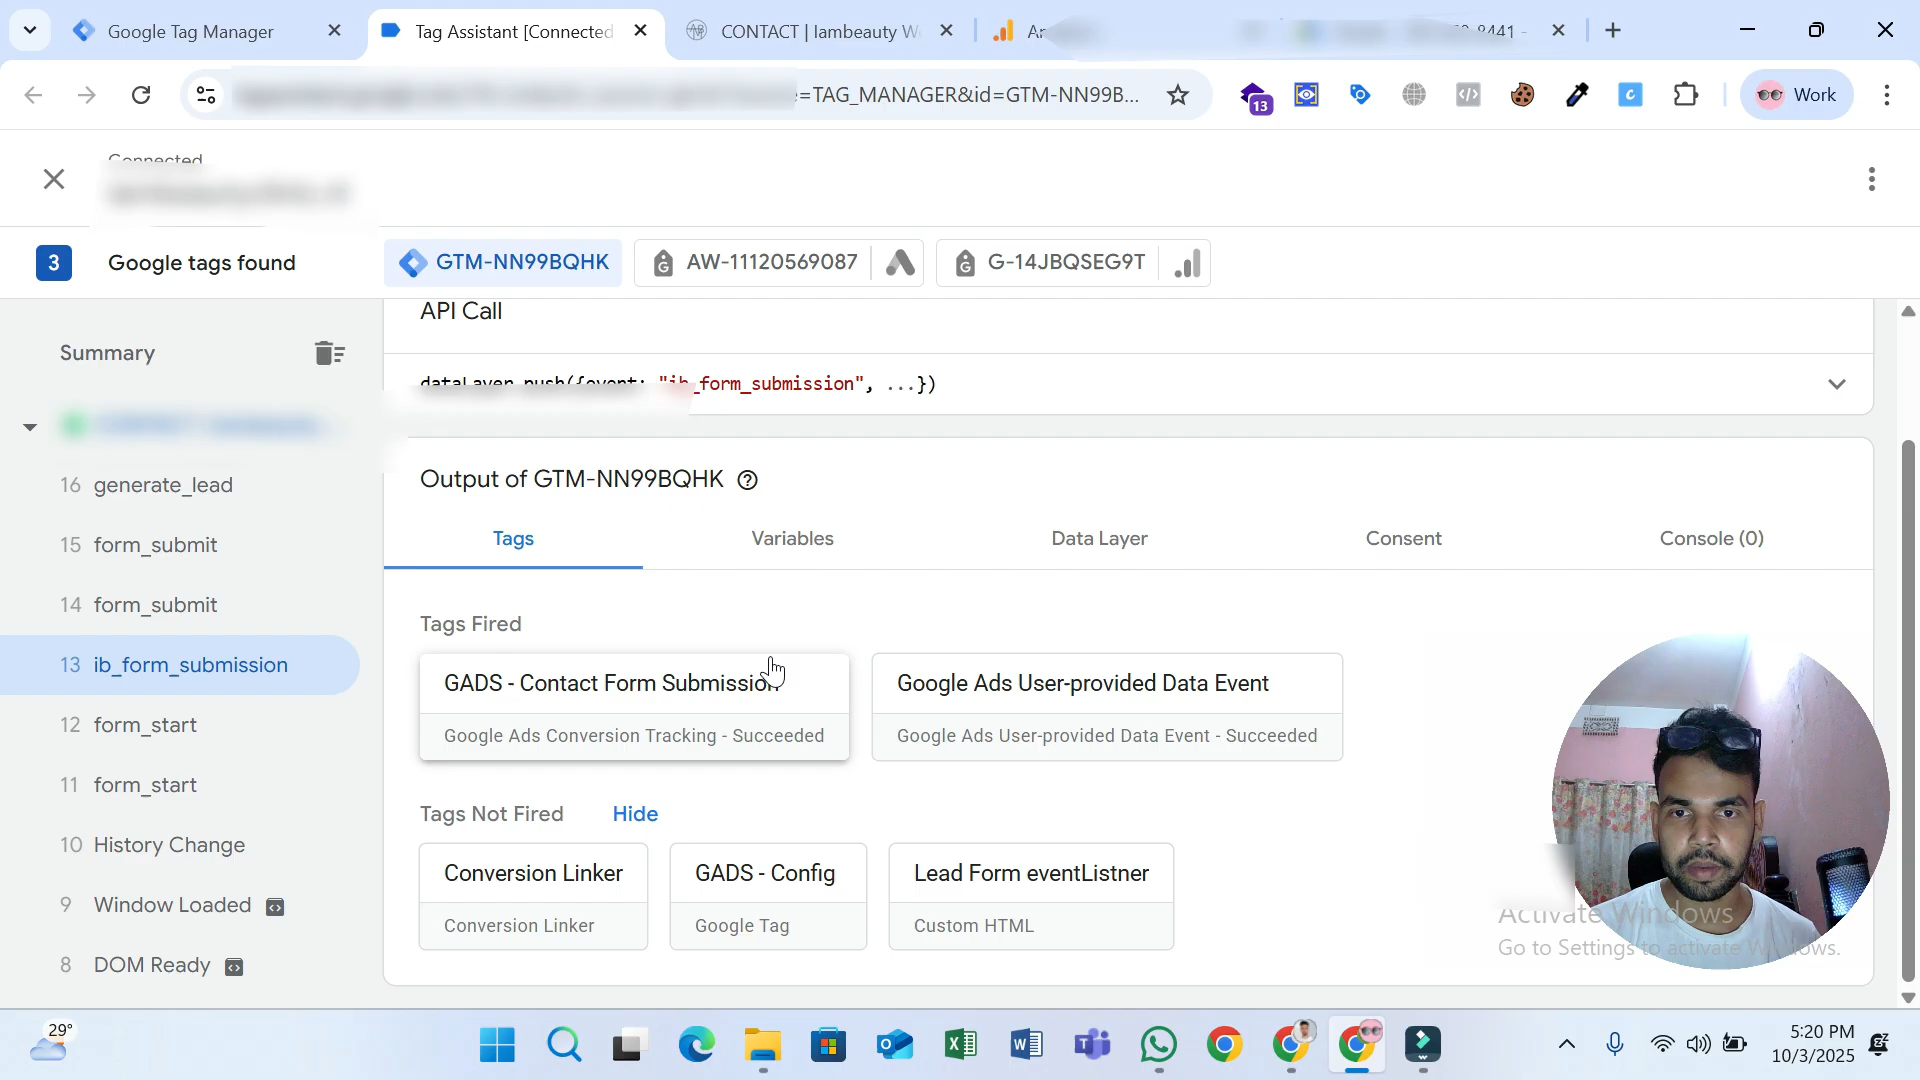 Google Tag Manager
Tag Assistant [Connected
CONTACT | Iambeauty W
8441 -
=TAG_MANAGER&id=GTM-NN99B...
13
Work
Connected
3
Google tags found
GTM-NN99BQHK
AW-11120569087
G-14JBQSEG9T
Summary
API Call
dataLayer.push({event: "ib_form_submission", ...})
Output of GTM-NN99BQHK
Tags
Variables
Data Layer
Consent
Console (0)
16 generate_lead
15 form_submit
14 form_submit
13 ib_form_submission
12 form_start
11 form_start
10 History Change
9 Window Loaded
8 DOM Ready
Tags Fired
GADS - Contact Form Submission
Google Ads Conversion Tracking - Succeeded
Google Ads User-provided Data Event
Google Ads User-provided Data Event - Succeeded
Tags Not Fired
Hide
Conversion Linker
Conversion Linker
GADS - Config
Google Tag
Lead Form eventListner
Custom HTML
Activate Windows
Go to Settings to activate Windows.
29°
5:20 PM
10/3/2025